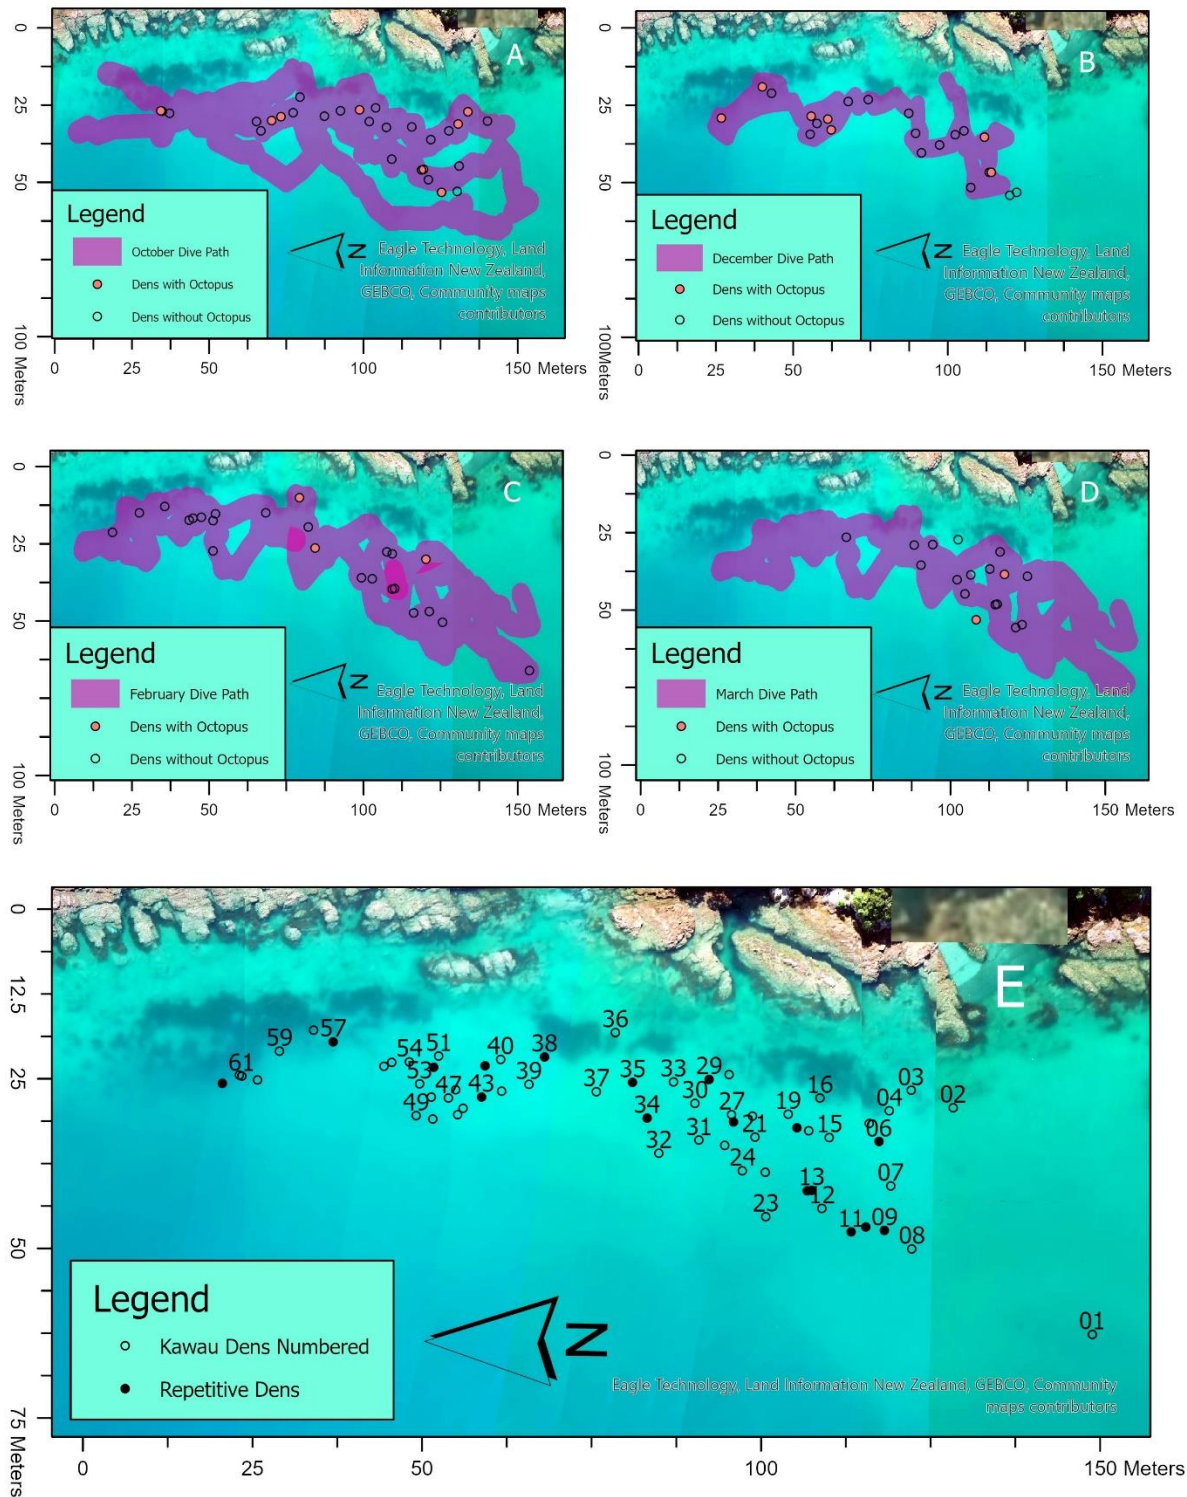 A
0
25
50
100 Meters
Legend
October Dive Path
Dens with Octopus
Dens without Octopus
N
Eagle Technology, Land
Information New Zealand,
GEBCO, Community maps
contributors
0
25
50
100
150 Meters
B
0
25
50
100Meters
Legend
December Dive Path
Dens with Octopus
Dens without Octopus
N
Eagle Technology, Land
Information New Zealand,
GEBCO, Community maps
contributors
0
25
50
100
150 Meters
C
0
25
50
100 Meters
Legend
February Dive Path
Dens with Octopus
Dens without Octopus
N
Eagle Technology, Land
Information New Zealand,
GEBCO, Community maps
contributors
0
25
50
100
150 Meters
D
0
25
50
100 Meters
Legend
March Dive Path
Dens with Octopus
Dens without Octopus
N
Eagle Technology, Land
Information New Zealand,
GEBCO, Community maps
contributors
0
25
50
100
150 Meters
E
0
12.5
25
50
75 Meters
36
59
57
54
51
40
38
61
53
47
43
39
37
35
33
29
16
03
04
02
49
34
30
27
19
15
06
32
31
21
24
13
12
07
23
11
09
08
01
Legend
Kawau Dens Numbered
Repetitive Dens
N
Eagle Technology, Land Information New Zealand, GEBCO, Community
maps contributors
0
25
50
100
150 Meters